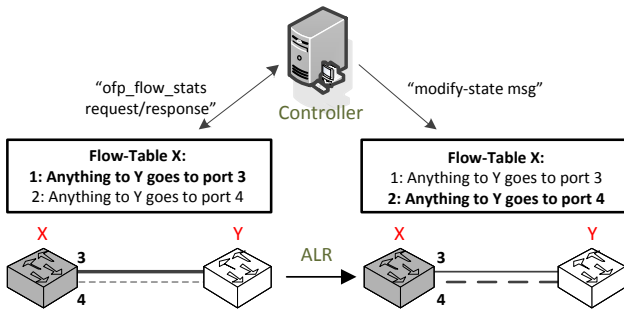 “ofp_flow_stats
request/response”
“modify-state msg”
Controller
Flow-Table X:
1: Anything to Y goes to port 3
2: Anything to Y goes to port 4
Flow-Table X:
1: Anything to Y goes to port 3
2: Anything to Y goes to port 4
X
Y
3
4
ALR
X
Y
3
4